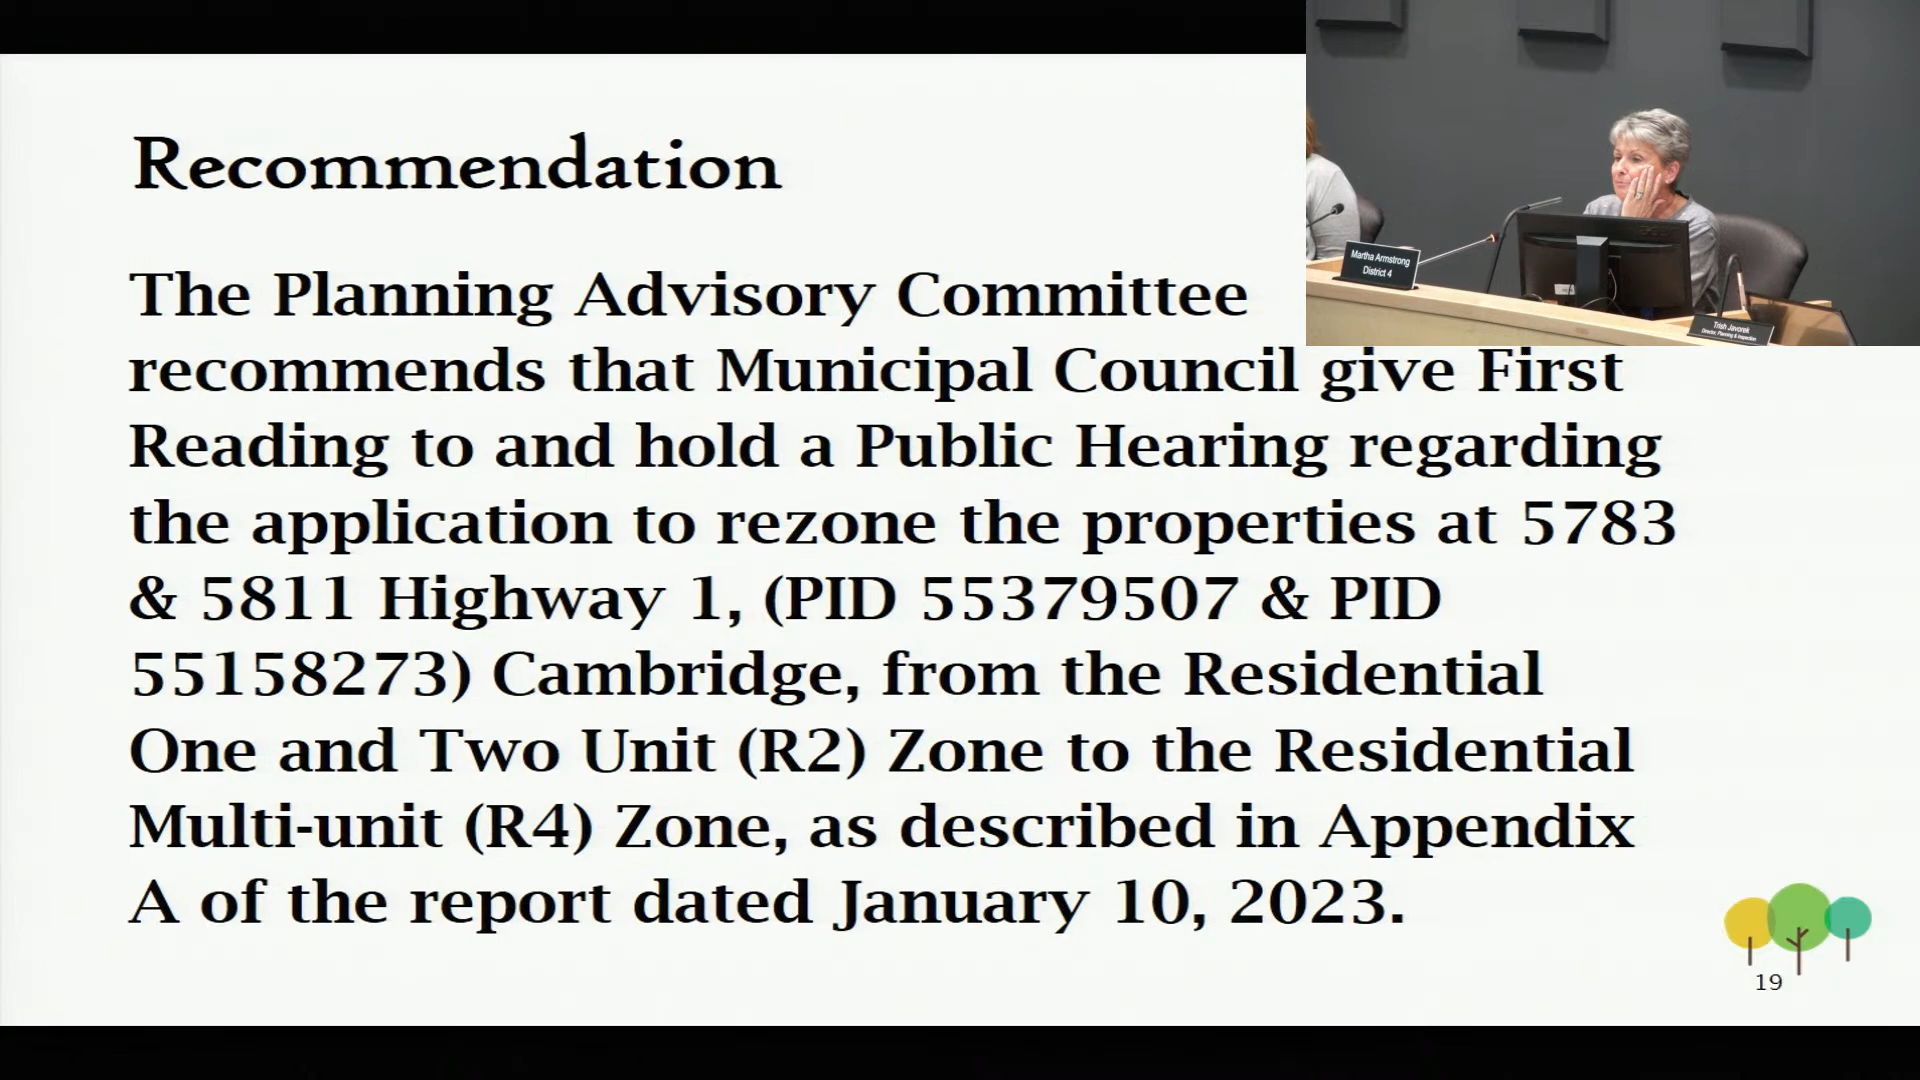 Recommendation
The Planning Advisory Committee
recommends that Municipal Council give First
Reading to and hold a Public Hearing regarding
the application to rezone the properties at 5783
& 5811 Highway 1, (PID 55379507 & PID
55158273) Cambridge, from the Residential
One and Two Unit (R2) Zone to the Residential
Multi-unit (R4) Zone, as described in Appendix
A of the report dated January 10, 2023.
19
Martha Armstrong
District 4
Trish Javorek
Director, Planning & Inspection